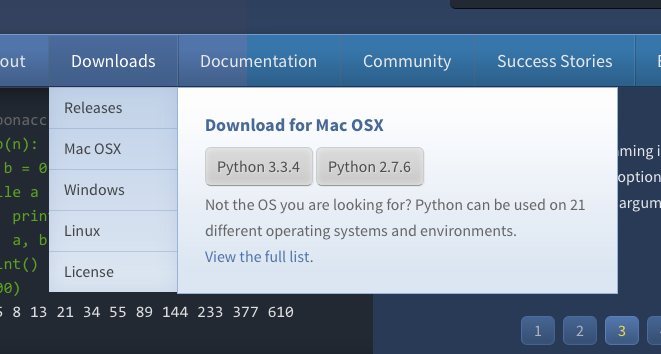 out Downloads Documentation Community Success Stories E
Releases
Mac OSX
Windows
Linux
License
Download for Mac OSX
Python 3.3.4 Python 2.7.6
Not the OS you are looking for? Python can be used on 21
different operating systems and environments.
View the full list.
onacc
(n):
b = 0
le a
prin
a, b
nt()
00)
5 8 13 21 34 55 89 144 233 377 610
ming i
option
argum
1 2 3